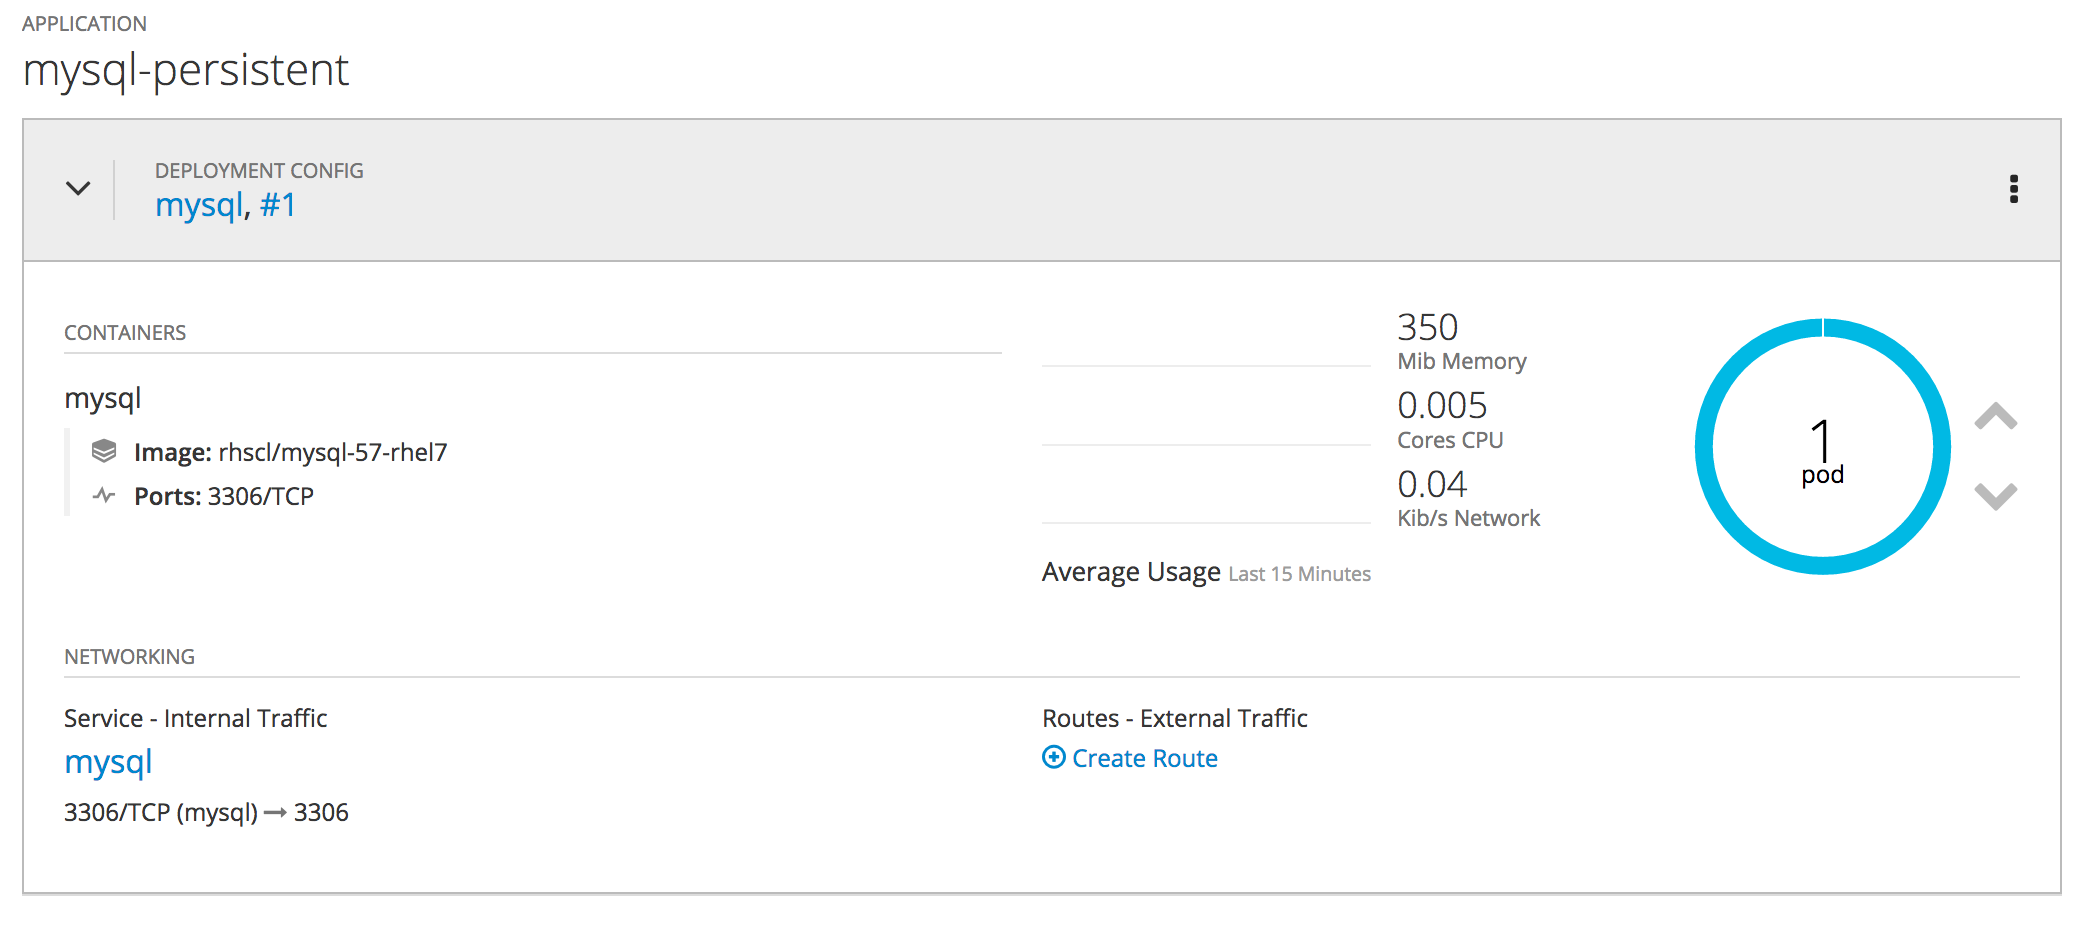 APPLICATION
mysql-persistent
DEPLOYMENT CONFIG
mysql, #1
CONTAINERS
mysql
Image: rhscl/mysql-57-rhel7
Ports: 3306/TCP
350
Mib Memory
0.005
Cores CPU
0.04
Kib/s Network
Average Usage Last 15 Minutes
1
pod
NETWORKING
Service - Internal Traffic
mysql
3306/TCP (mysql) → 3306
Routes - External Traffic
Create Route